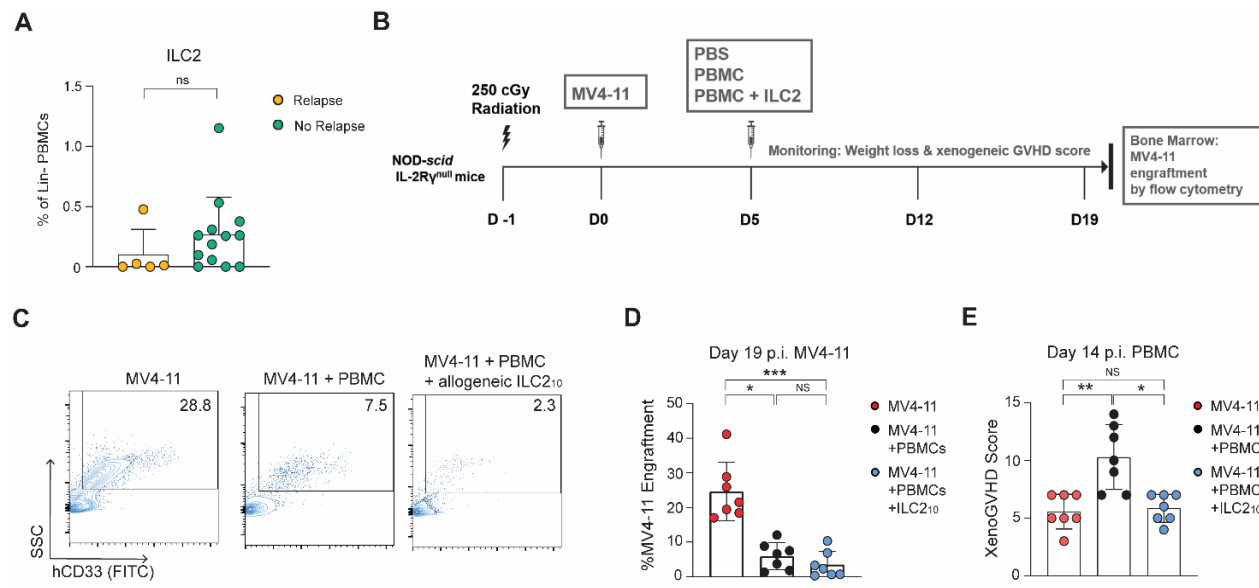 A
ILC2
ns
% of Lin- PBMCs
1.5
1.0
0.5
0
Relapse
No Relapse
B
250 cGy
Radiation
MV4-11
PBS
PBMC
PBMC + ILC2
NOD-scid
IL-2Rγnull mice
Monitoring: Weight loss & xenogeneic GVHD score
Bone Marrow:
MV4-11
engraftment
by flow cytometry
D -1
D0
D5
D12
D19
C
MV4-11
MV4-11 + PBMC
MV4-11 + PBMC
+ allogeneic ILC2₁₀
28.8
7.5
2.3
SSC
hCD33 (FITC)
D
Day 19 p.i. MV4-11
***
*
NS
%MV4-11 Engraftment
50
40
30
20
10
0
MV4-11
MV4-11
+PBMCs
MV4-11
+PBMCs
+ILC2₁₀
E
Day 14 p.i. PBMC
NS
**
*
XenoGVHD Score
15
10
5
0
MV4-11
MV4-11
+PBMC
MV4-11
+PBMC
+ILC2₁₀